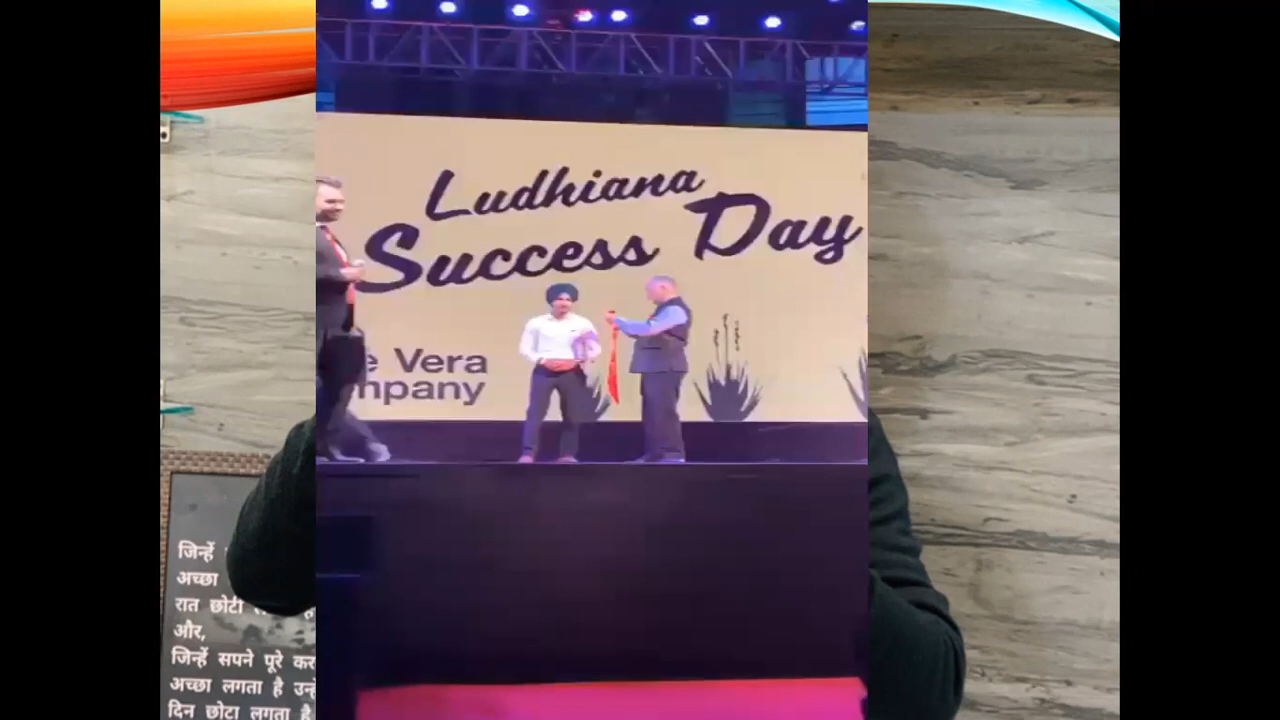 Ludhiana
Success Day
e Vera
mpany
जिन्हें
अच्छा
रात छोटी
और,
जिन्हें सपने पूरे कर
अच्छा लगता है उन्हें
दिन छोटा लगता है